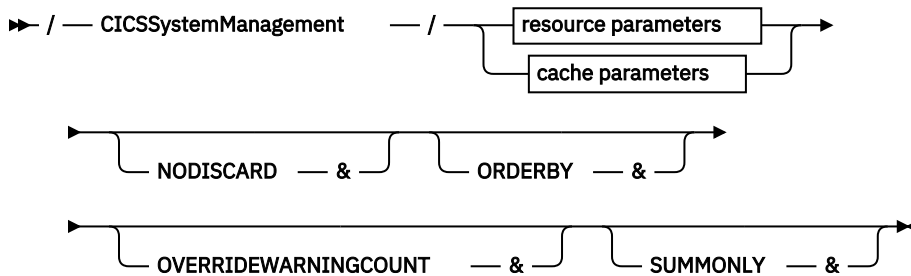 / CICSSystemManagement / resource parameters
cache parameters
NODISCARD & ORDERBY &
OVERRIDEWARNINGCOUNT & SUMMONLY &